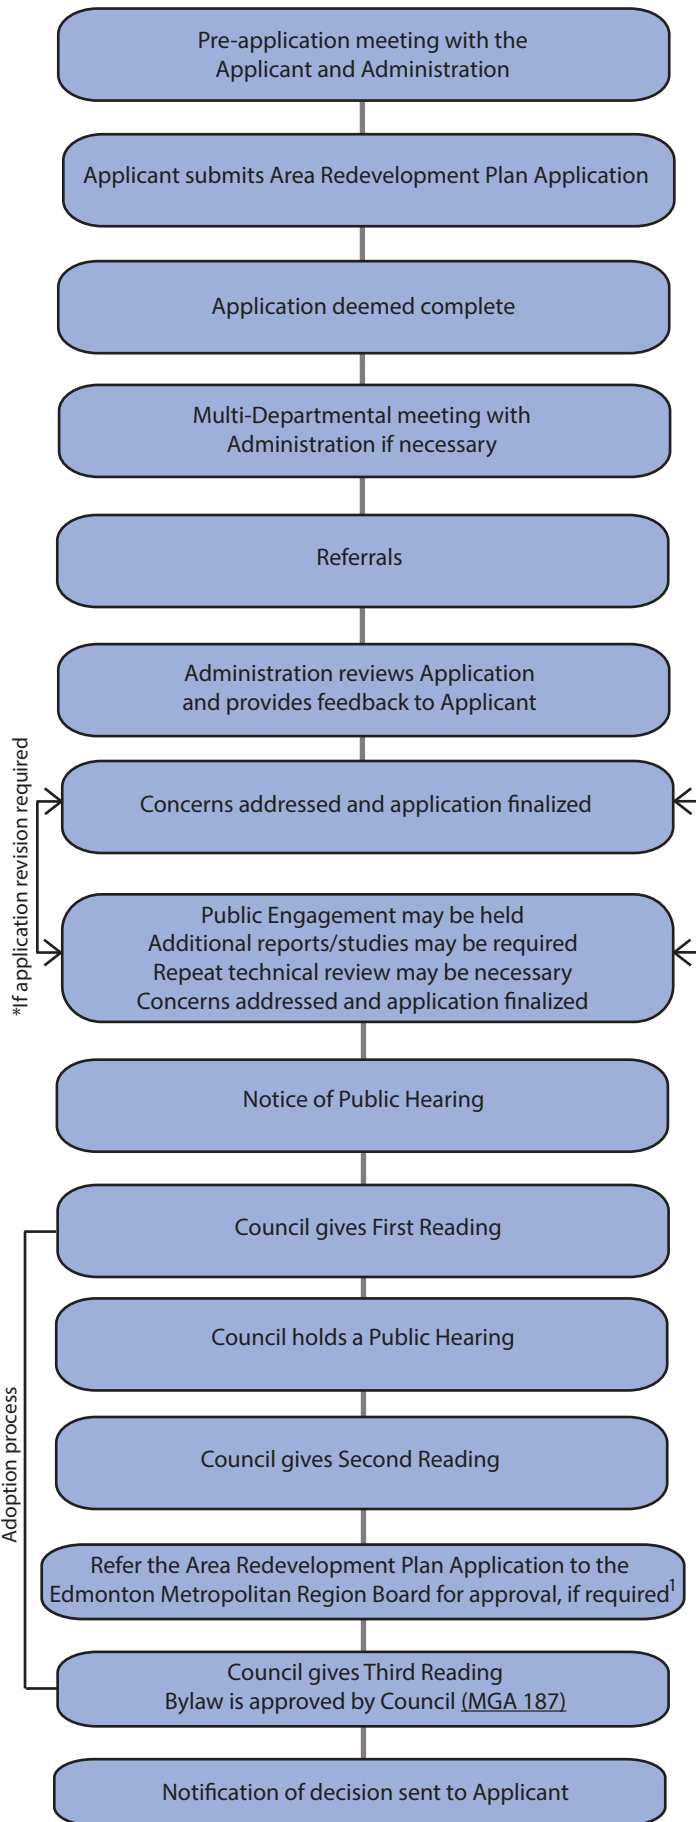 Pre-application meeting with the
Applicant and Administration
Applicant submits Area Redevelopment Plan Application
Application deemed complete
Multi-Departmental meeting with
Administration if necessary
Referrals
Administration reviews Application
and provides feedback to Applicant
*If application revision required
Concerns addressed and application finalized
Public Engagement may be held
Additional reports/studies may be required
Repeat technical review may be necessary
Concerns addressed and application finalized
Notice of Public Hearing
Adoption process
Council gives First Reading
Council holds a Public Hearing
Council gives Second Reading
Refer the Area Redevelopment Plan Application to the
Edmonton Metropolitan Region Board for approval, if required1
Council gives Third Reading
Bylaw is approved by Council (MGA 187)
Notification of decision sent to Applicant